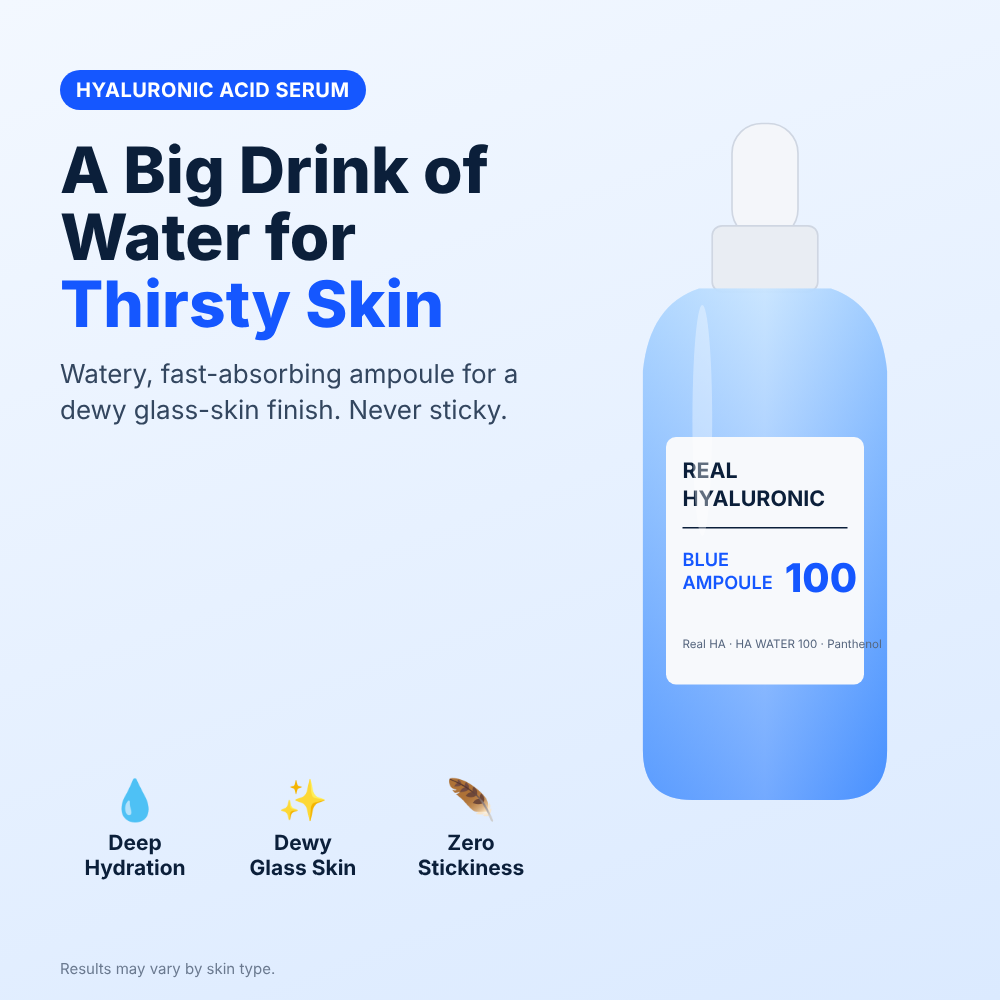 HYALURONIC ACID SERUM
A Big Drink of
Water for
Thirsty Skin
Watery, fast-absorbing ampoule for a
dewy glass-skin finish. Never sticky.
REAL
HYALURONIC
BLUE
AMPOULE 100
Real HA · HA WATER 100 · Panthenol
Deep
Hydration
Dewy
Glass Skin
Zero
Stickiness
Results may vary by skin type.